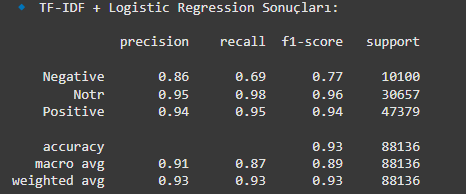 TF-IDF + Logistic Regression Sonuçları:
precision recall f1-score support
Negative 0.86 0.69 0.77 10100
Notr 0.95 0.98 0.96 30657
Positive 0.94 0.95 0.94 47379
accuracy 0.93 88136
macro avg 0.91 0.87 0.89 88136
weighted avg 0.93 0.93 0.93 88136